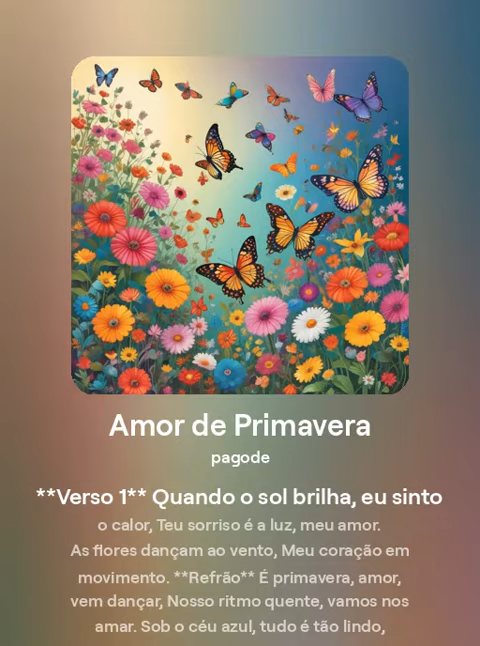 Amor de Primavera
pagode
**Verso 1** Quando o sol brilha, eu sinto
o calor, Teu sorriso é a luz, meu amor.
As flores dançam ao vento, Meu coração em
movimento. **Refrão** É primavera, amor,
vem dançar, Nosso ritmo quente, vamos nos
amar. Sob o céu azul, tudo é tão lindo,